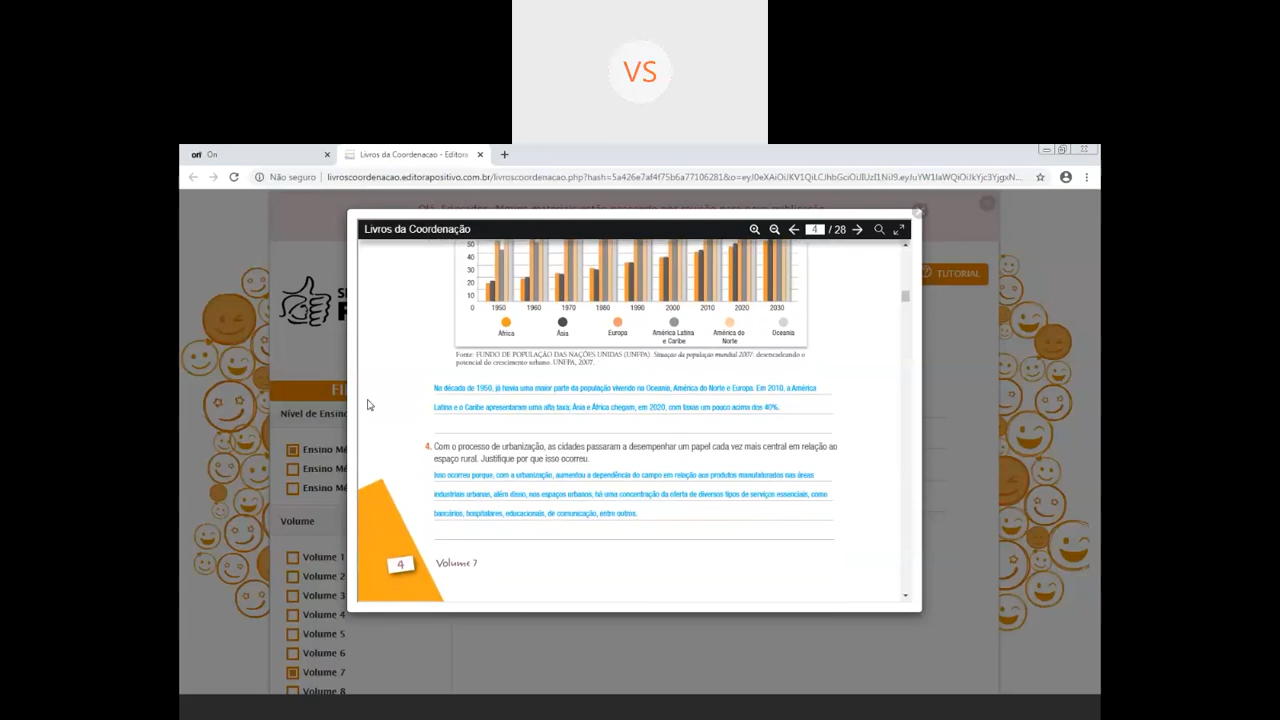 VS
on On
Livros da Coordenacao - Editora
Não seguro
livroscoordenacao.editorapositivo.com.br/livroscoordenacao.php?
Livros da Coordenação
4 / 28
TUTORIAL
50
40
30
20
10
0
1950 1960 1970 1980 1990 2000 2010 2020 2030
África Ásia Europa América Latina e Caribe América do Norte Oceania
Fonte: FUNDO DE POPULAÇÃO DAS NAÇÕES UNIDAS (UNFPA). Situação da população mundial 2007: desencadeando o
potencial do crescimento urbano. UNFPA, 2007.
Na década de 1950, já havia uma maior parte da população vivendo na Oceania, América do Norte e Europa. Em 2010, a América
Latina e o Caribe apresentaram uma alta taxa; Ásia e África chegam, em 2020, com taxas um pouco acima dos 40%.
4. Com o processo de urbanização, as cidades passaram a desempenhar um papel cada vez mais central em relação ao
espaço rural. Justifique por que isso ocorreu.
Isso ocorreu porque, com a urbanização, aumentou a dependência do campo em relação aos produtos manufaturados nas áreas
industriais urbanas, além disso, nos espaços urbanos, há uma concentração da oferta de diversos tipos de serviços essenciais, como
bancários, hospitalares, educacionais, de comunicação, entre outros.
4 Volume 7
FI
Nível de Ensino
Ensino Mé
Ensino Mé
Ensino Mé
Volume
Volume 1
Volume 2
Volume 3
Volume 4
Volume 5
Volume 6
Volume 7
Volume 8